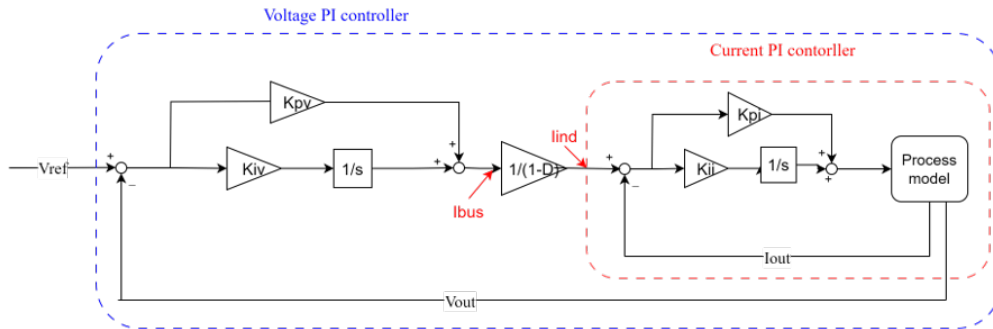 Voltage PI controller
Current PI contorller
Kpv
Kpi
Iind
+
+
+
+
+
Vref
Kiv
1/s
1/(1-D)
Kii
1/s
Process
model
+
−
−
Ibus
Iout
Vout